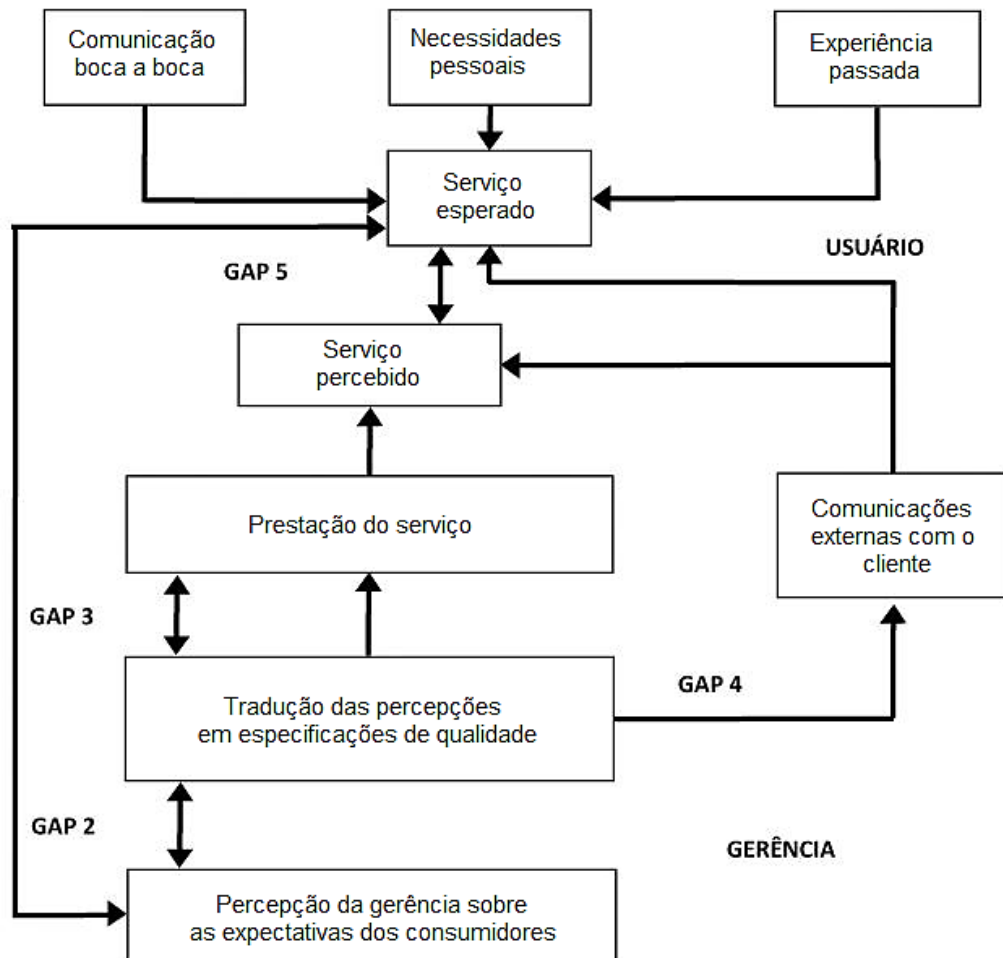 Comunicação
boca a boca
Necessidades
pessoais
Experiência
passada
Serviço
esperado
USUÁRIO
GAP 5
Serviço
percebido
Prestação do serviço
Comunicações
externas com o
cliente
GAP 3
GAP 4
Tradução das percepções
em especificações de qualidade
GAP 2
GERÊNCIA
Percepção da gerência sobre
as expectativas dos consumidores